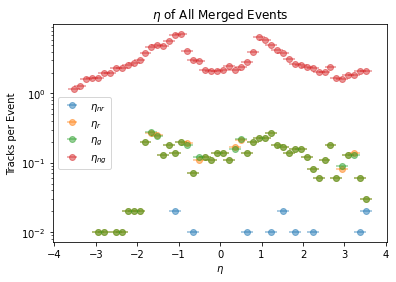 η of All Merged Events
Tracks per Event
10⁰
10⁻¹
10⁻²
η_nr
η_r
η_g
η_ng
−4 −3 −2 −1 0 1 2 3 4
η